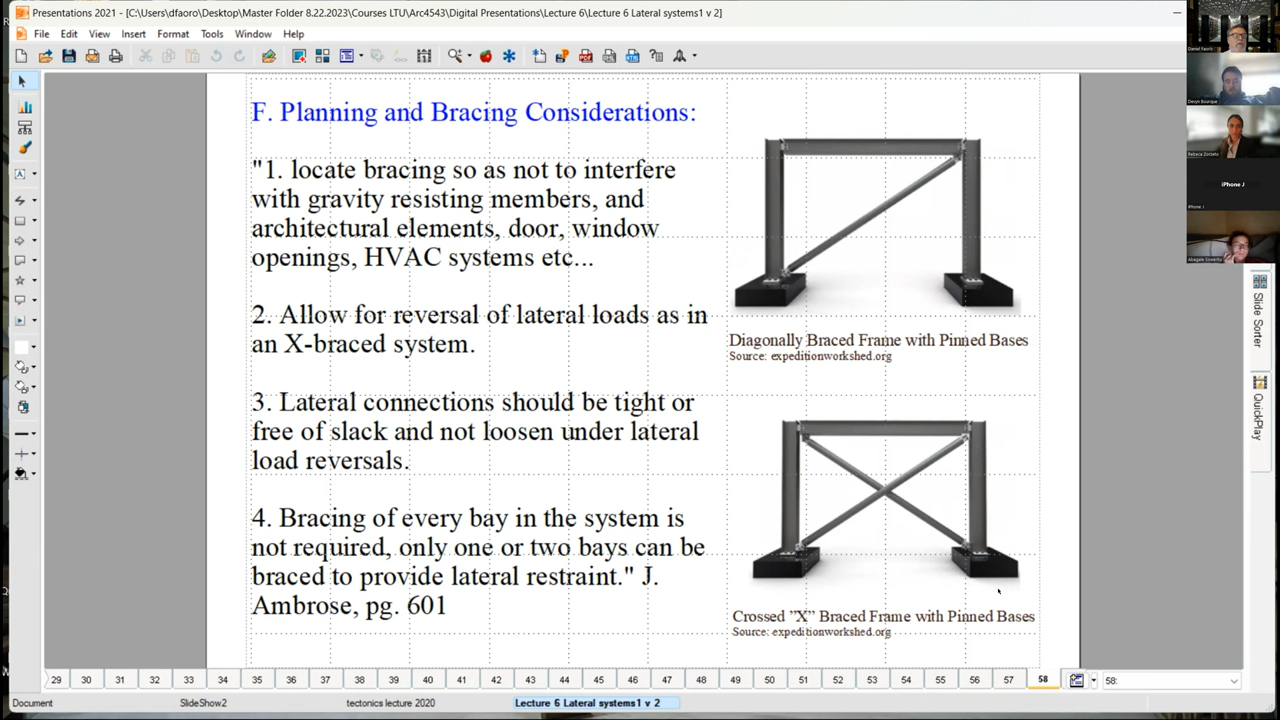 Presentations 2021 - [C:\Users\dfaoro\Desktop\Master Folder 8.22.2023\Courses LTU\Arc4543\Digital Presentations\Lecture 6\Lecture 6 Lateral systems1 v 2]
File Edit View Insert Format Tools Window Help
F. Planning and Bracing Considerations:
"1. locate bracing so as not to interfere
with gravity resisting members, and
architectural elements, door, window
openings, HVAC systems etc...
2. Allow for reversal of lateral loads as in
an X-braced system.
3. Lateral connections should be tight or
free of slack and not loosen under lateral
load reversals.
4. Bracing of every bay in the system is
not required, only one or two bays can be
braced to provide lateral restraint." J.
Ambrose, pg. 601
Diagonally Braced Frame with Pinned Bases
Source: expeditionworkshed.org
Crossed ”X” Braced Frame with Pinned Bases
Source: expeditionworkshed.org
Daniel Faoro
Devyk Bourque
Rebeca Zorzeto
iPhone J
iPhone J
Slide Sorter
QuickPlay
29 30 31 32 33 34 35 36 37 38 39 40 41 42 43 44 45 46 47 48 49 50 51 52 53 54 55 56 57 58 58:
Document SlideShow2 tectonics lecture 2020 Lecture 6 Lateral systems1 v 2